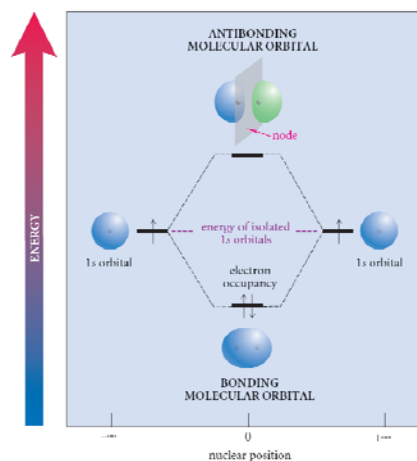 ANTIBONDING
MOLECULAR ORBITAL
node
ENERGY
energy of isolated
1s orbitals
1s orbital
1s orbital
electron
occupancy
BONDING
MOLECULAR ORBITAL
0
nuclear position